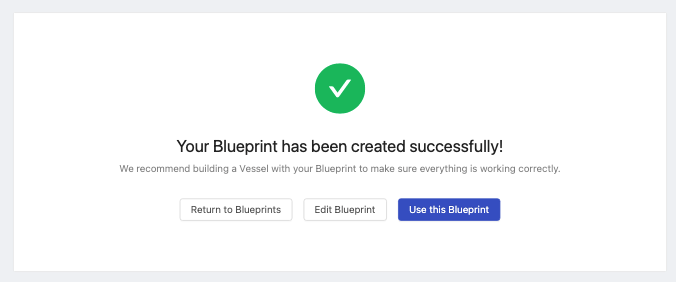 Your Blueprint has been created successfully!
We recommend building a Vessel with your Blueprint to make sure everything is working correctly.
Return to Blueprints
Edit Blueprint
Use this Blueprint